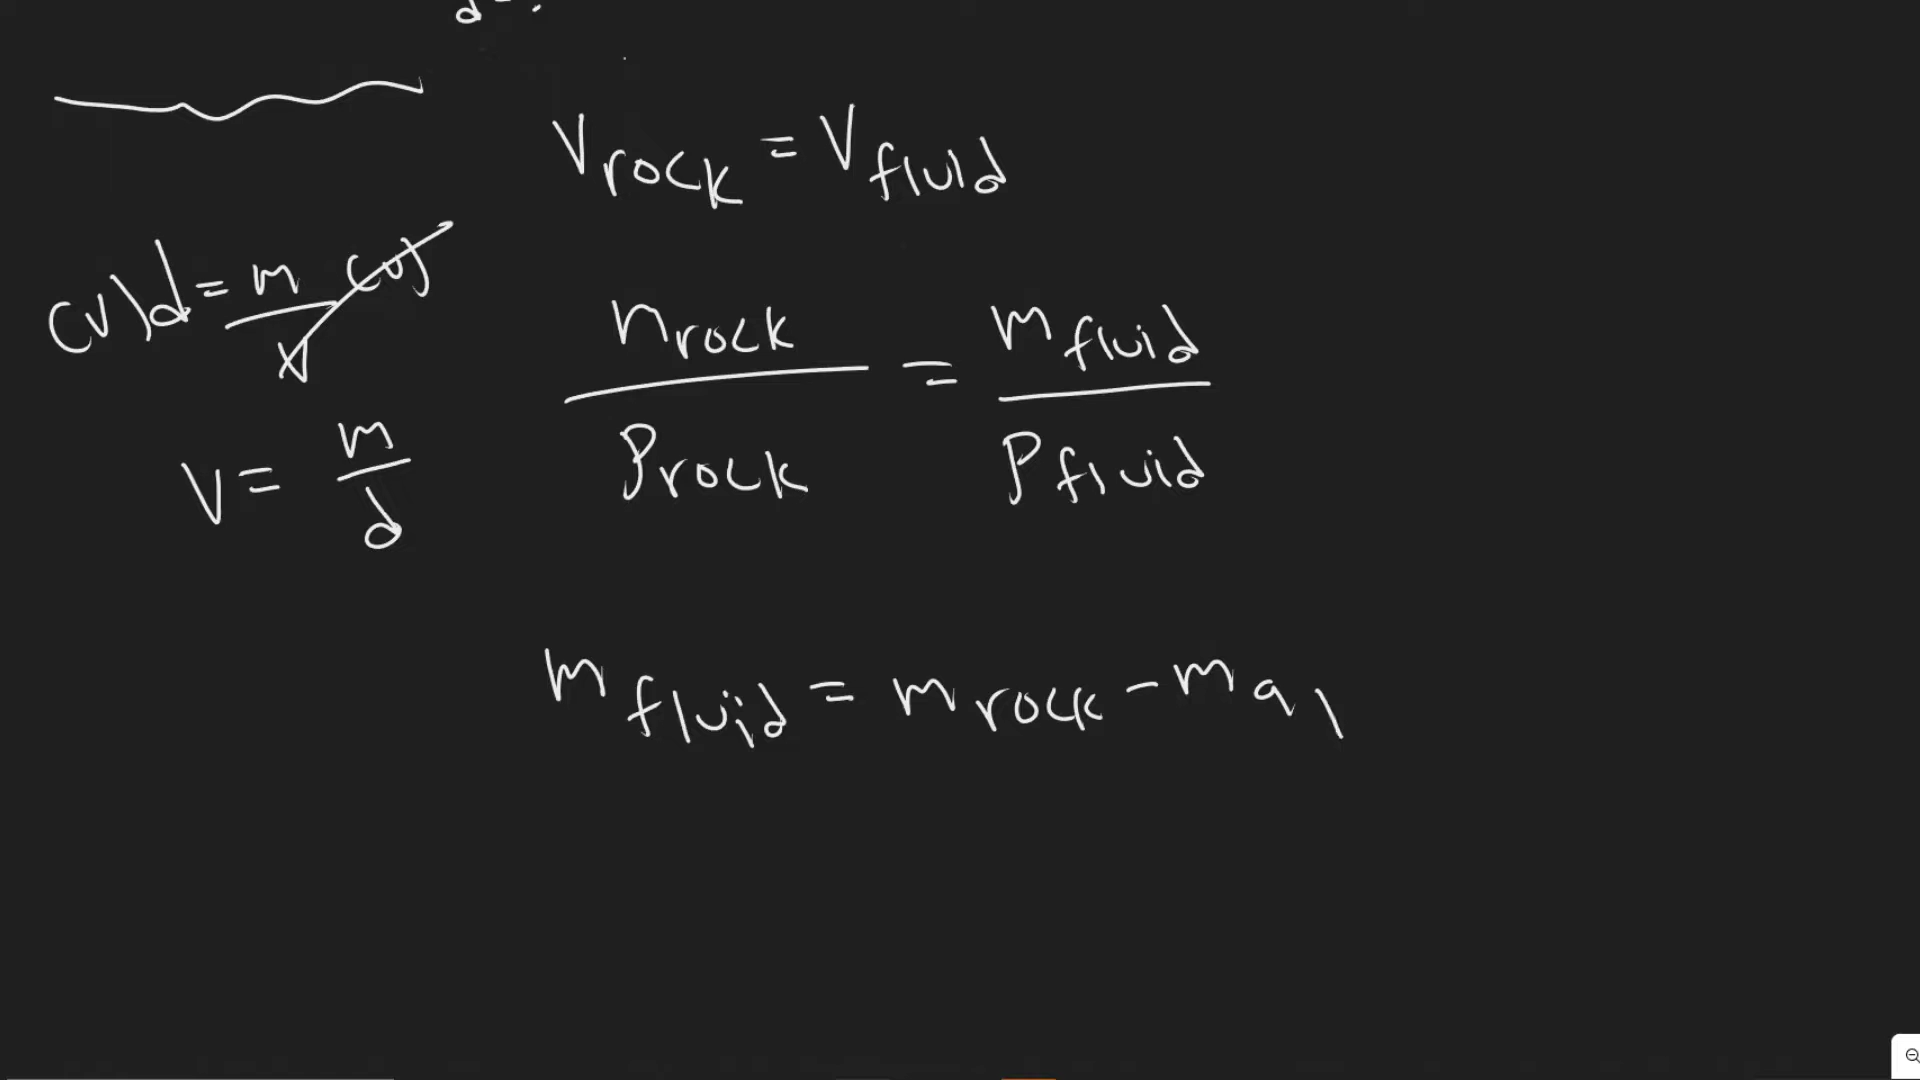 V rock = V fluid
(v) d = m/v (v)
V = m/d
m rock / ρ rock = m fluid / ρ fluid
m fluid = m rock - m a